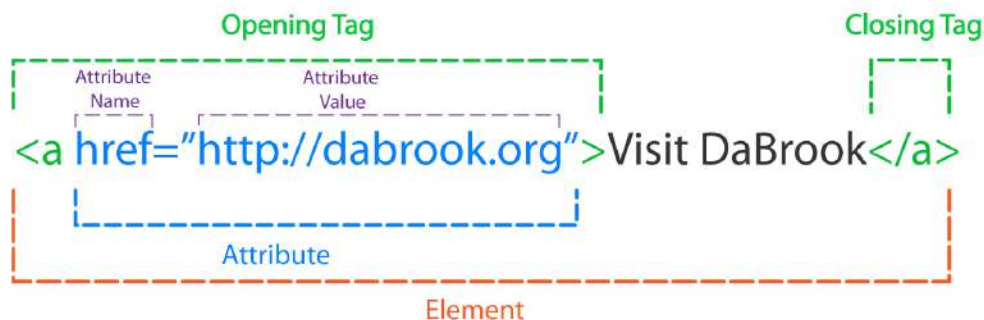 Opening Tag
Closing Tag
Attribute
Name
Attribute
Value
<a href="http://dabrook.org">Visit DaBrook</a>
Attribute
Element